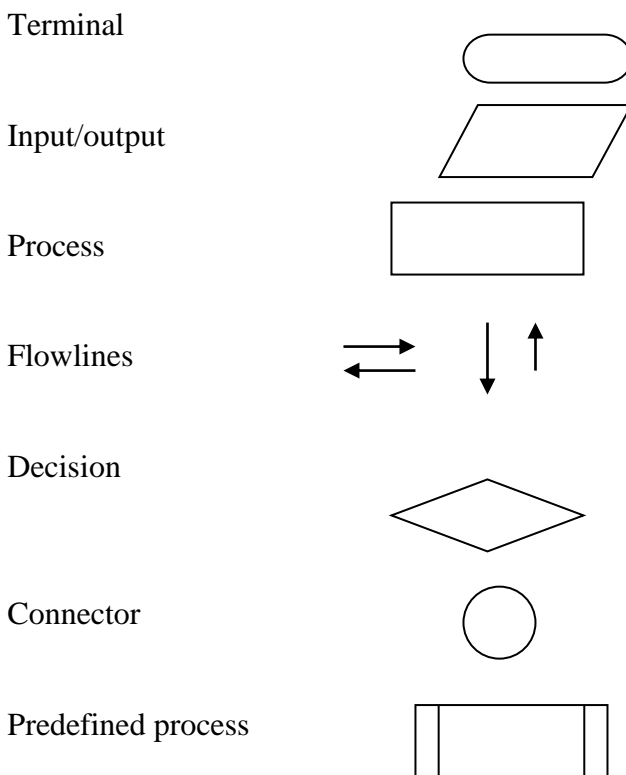 Terminal
Input/output
Process
Flowlines
Decision
Connector
Predefined process